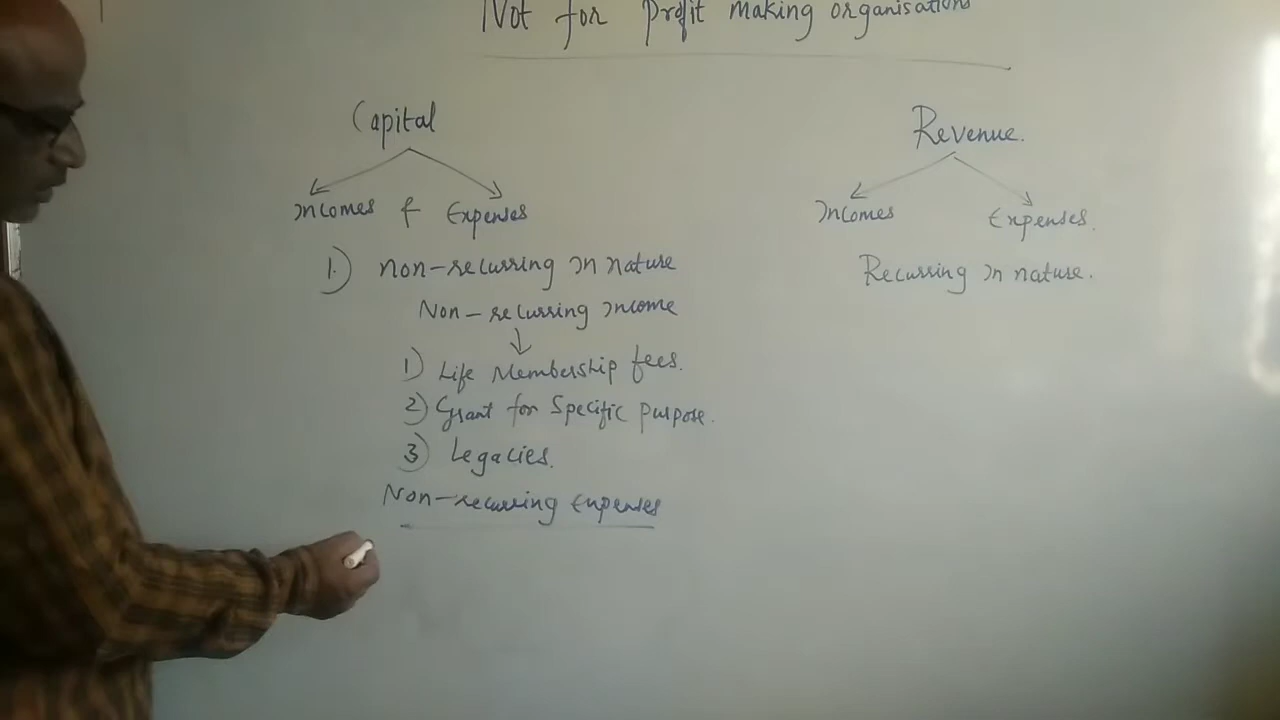 Not for Profit making organisations
Capital
Incomes & Expenses
1.) Non-recurring in nature
Non-recurring income
1) Life Membership fees.
2) Grant for Specific purpose.
3) Legacies.
Non-recurring Expenses
Revenue.
Incomes Expenses.
Recurring in nature.